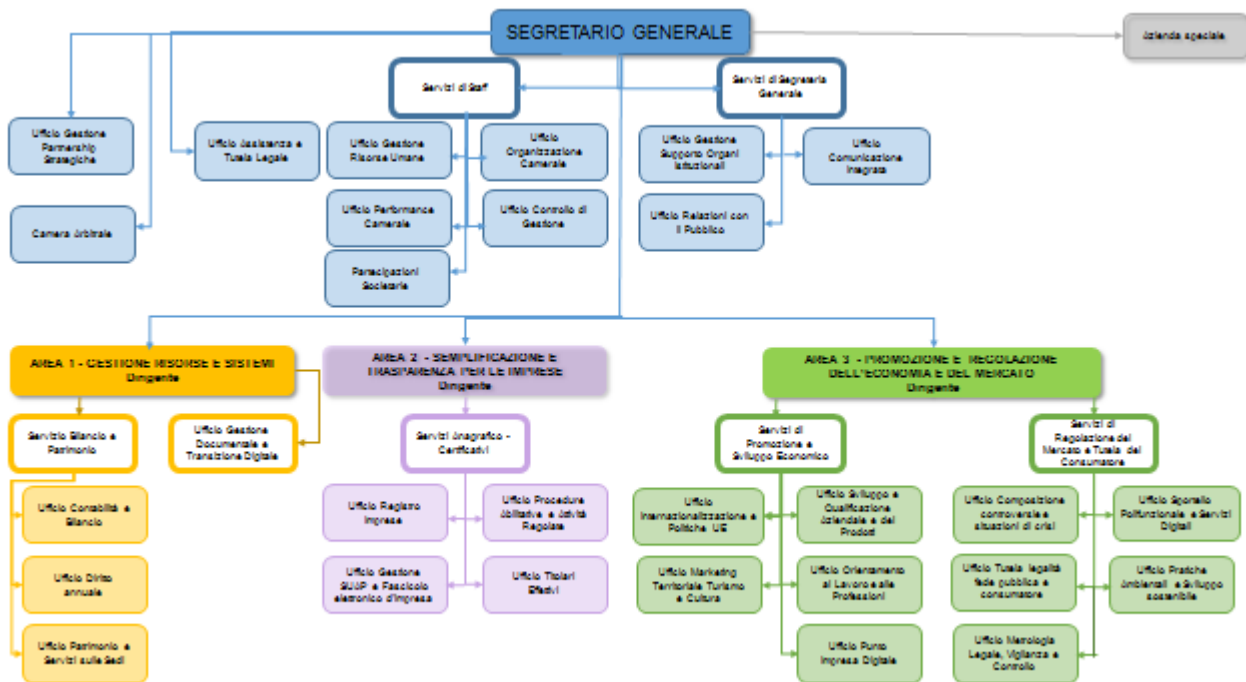 SEGRETARIO GENERALE
Azienda speciale
Servizi di Staff
Servizi di Segreteria
Generale
Ufficio Gestione
Partnership
Strategiche
Ufficio Assistenza e
Tutela Legale
Ufficio Gestione
Risorse Umane
Ufficio
Organizzazione
Camerale
Ufficio Gestione
Supporto Organi
Istituzionali
Ufficio
Comunicazione
Integrata
Camera Arbitrale
Ufficio Performance
Camerale
Ufficio Controllo di
Gestione
Ufficio Relazioni con
il Pubblico
Partecipazioni
Societarie
AREA 1 - GESTIONE RISORSE E SISTEMI
Dirigente
AREA 2 - SEMPLIFICAZIONE E
TRASPARENZA PER LE IMPRESE
Dirigente
AREA 3 - PROMOZIONE E REGOLAZIONE
DELL'ECONOMIA E DEL MERCATO
Dirigente
Servizio Bilancio e
Patrimonio
Ufficio Gestione
Documentale e
Transizione Digitale
Servizi Anagrafico -
Certificativi
Servizi di
Promozione e
Sviluppo Economico
Servizi di
Regolazione del
Mercato e Tutela del
Consumatore
Ufficio Contabilità e
Bilancio
Ufficio Diritto
annuale
Ufficio Patrimonio e
Servizi sulle Sedi
Ufficio Registro
Imprese
Ufficio Procedure
Abilitative e Attività
Regolate
Ufficio Gestione
SUAP e Fascicolo
elettronico d'impresa
Ufficio Titolari
Effettivi
Ufficio
Internazionalizzazione e
Politiche UE
Ufficio Sviluppo e
Qualificazione
Aziendale e dei
Prodotti
Ufficio Marketing
Territoriale Turismo
e Cultura
Ufficio Orientamento
al Lavoro e alle
Professioni
Ufficio Punto
Impresa Digitale
Ufficio Composizione
controversie e
situazioni di crisi
Ufficio Sportello
Polifunzionale e Servizi
Digitali
Ufficio Tutela legalità
fede pubblica e
consumatore
Ufficio Pratiche
Ambientali e Sviluppo
sostenibile
Ufficio Metrologia
Legale, Vigilanza e
Controllo